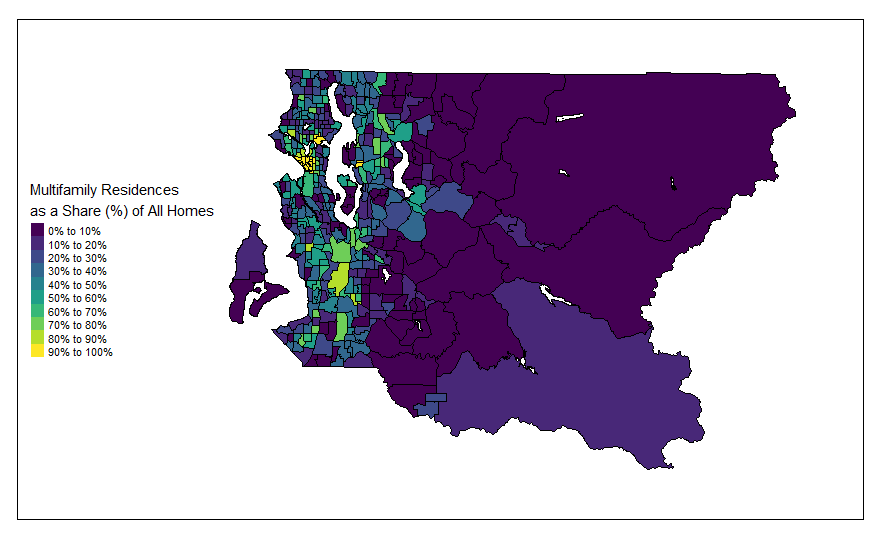 Multifamily Residences
as a Share (%) of All Homes
0% to 10%
10% to 20%
20% to 30%
30% to 40%
40% to 50%
50% to 60%
60% to 70%
70% to 80%
80% to 90%
90% to 100%